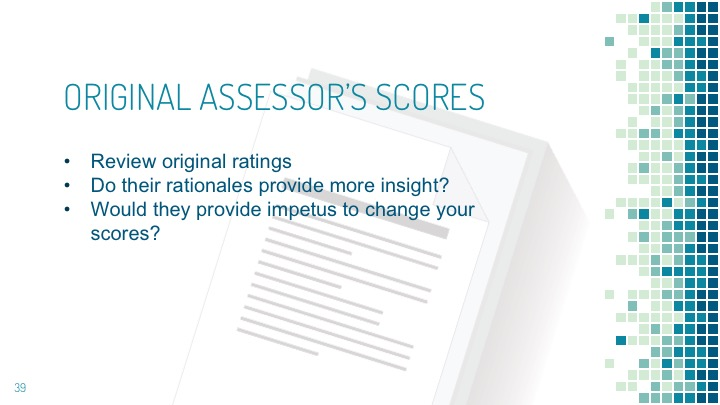 ORIGINAL ASSESSOR’S SCORES
• Review original ratings
• Do their rationales provide more insight?
• Would they provide impetus to change your
scores?
39